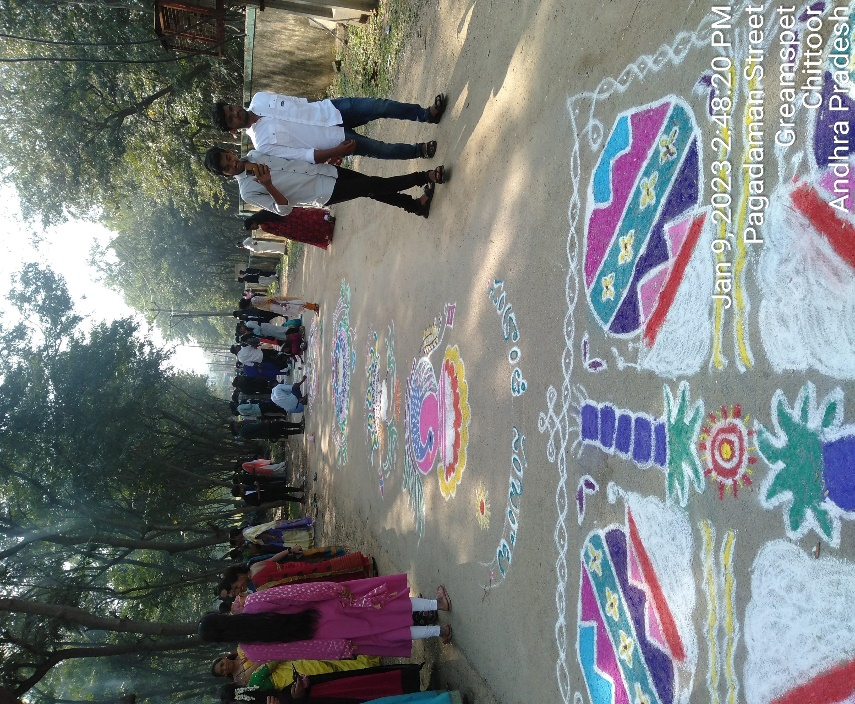 Jan 9, 2023 2:48:20 PM
Pagadaman Street
Greamspet
Chittoor
Andhra Pradesh